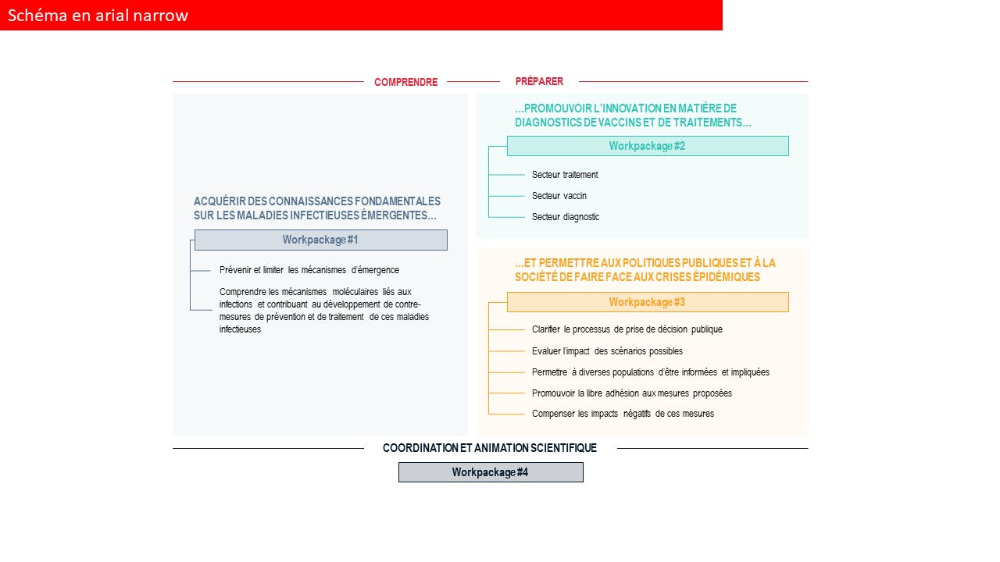 Schéma en arial narrow
COMPRENDRE
PRÉPARER
ACQUÉRIR DES CONNAISSANCES FONDAMENTALES
SUR LES MALADIES INFECTIEUSES ÉMERGENTES…
Workpackage #1
Prévenir et limiter les mécanismes d’émergence
Comprendre les mécanismes moléculaires liés aux
infections et contribuant au développement de contre-
mesures de prévention et de traitement de ces maladies
infectieuses
…PROMOUVOIR L’INNOVATION EN MATIÈRE DE
DIAGNOSTICS DE VACCINS ET DE TRAITEMENTS…
Workpackage #2
Secteur traitement
Secteur vaccin
Secteur diagnostic
…ET PERMETTRE AUX POLITIQUES PUBLIQUES ET À LA
SOCIÉTÉ DE FAIRE FACE AUX CRISES ÉPIDÉMIQUES
Workpackage #3
Clarifier le processus de prise de décision publique
Evaluer l’impact des scénarios possibles
Permettre à diverses populations d’être informées et impliquées
Promouvoir la libre adhésion aux mesures proposées
Compenser les impacts négatifs de ces mesures
COORDINATION ET ANIMATION SCIENTIFIQUE
Workpackage #4